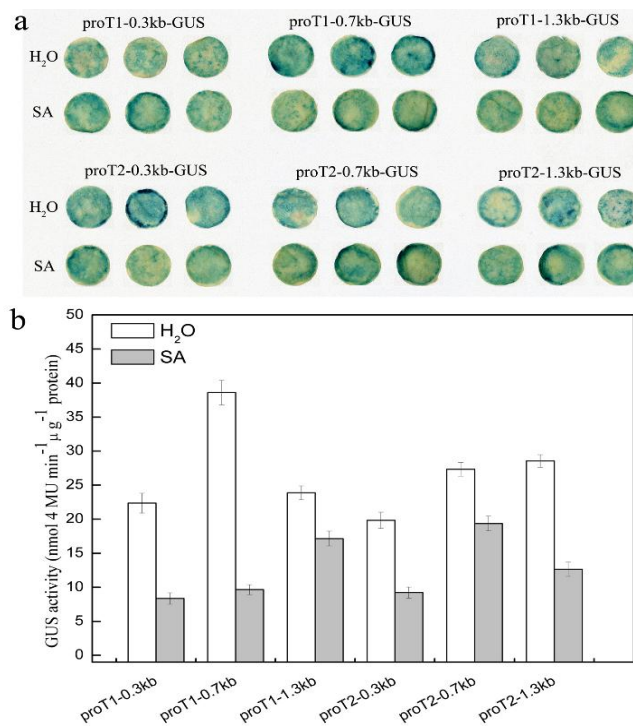 a
proT1-0.3kb-GUS proT1-0.7kb-GUS proT1-1.3kb-GUS
H₂O
SA
proT2-0.3kb-GUS proT2-0.7kb-GUS proT2-1.3kb-GUS
H₂O
SA
b
GUS activity (nmol 4 MU min⁻¹ μg⁻¹ protein)
50
45
40
35
30
25
20
15
10
5
0
H₂O
SA
proT1-0.3kb
proT1-0.7kb
proT1-1.3kb
proT2-0.3kb
proT2-0.7kb
proT2-1.3kb